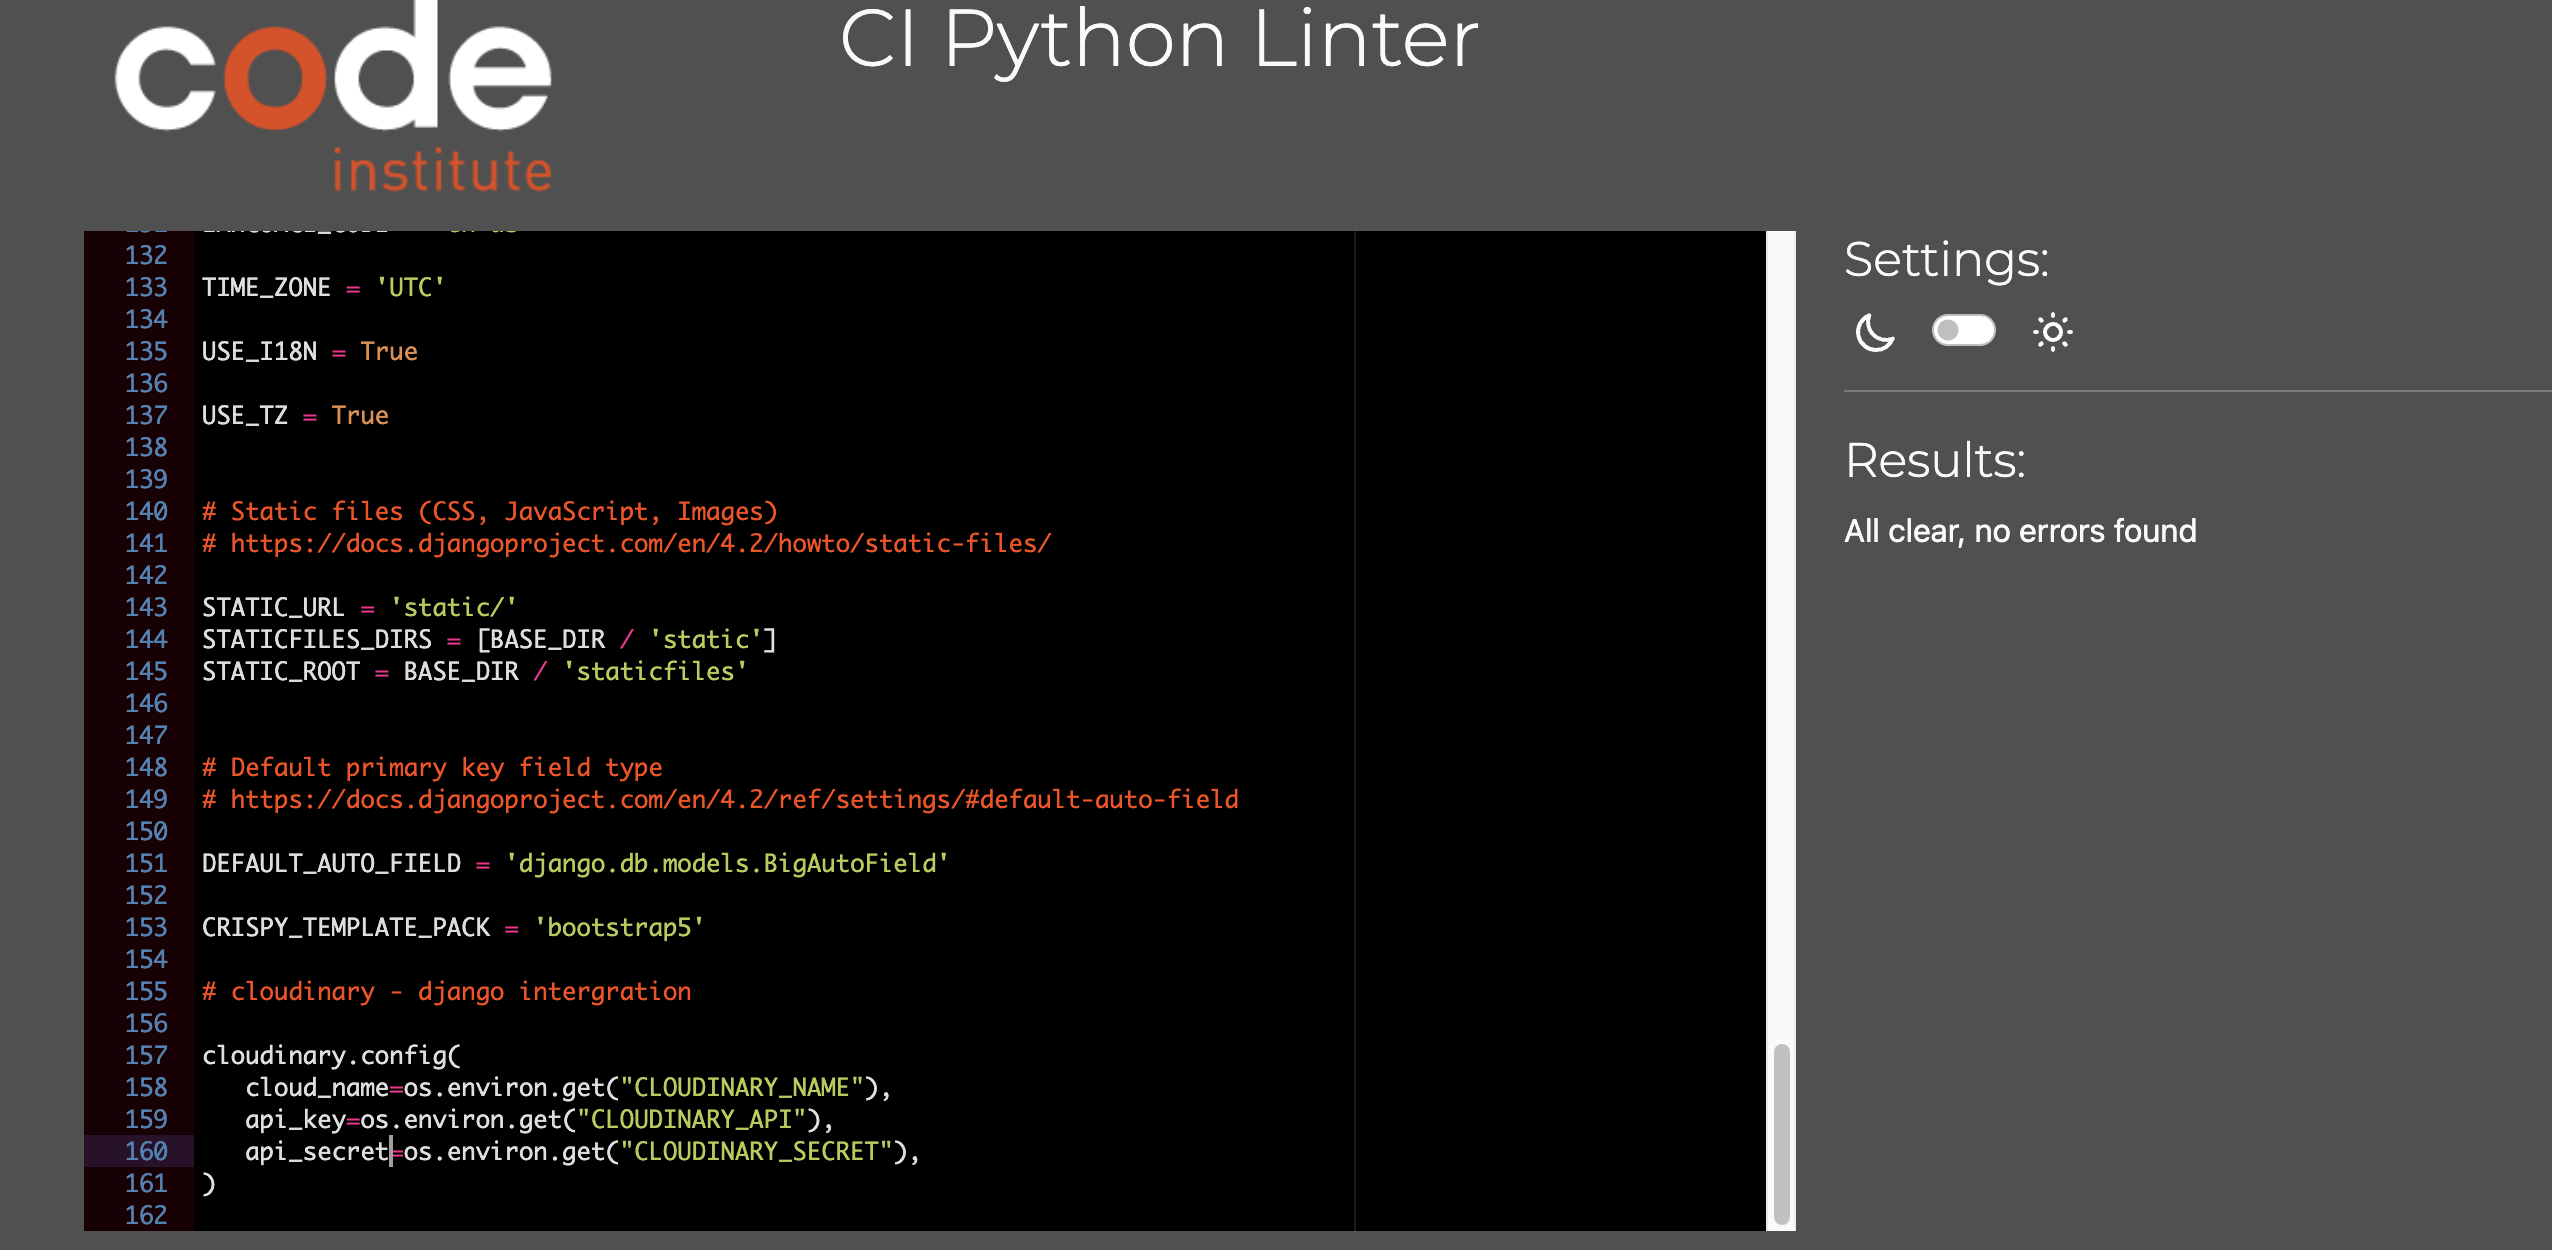 code
institute
CI Python Linter
132
133 TIME_ZONE = 'UTC'
134
135 USE_I18N = True
136
137 USE_TZ = True
138
139
140 # Static files (CSS, JavaScript, Images)
141 # https://docs.djangoproject.com/en/4.2/howto/static-files/
142
143 STATIC_URL = 'static/'
144 STATICFILES_DIRS = [BASE_DIR / 'static']
145 STATIC_ROOT = BASE_DIR / 'staticfiles'
146
147
148 # Default primary key field type
149 # https://docs.djangoproject.com/en/4.2/ref/settings/#default-auto-field
150
151 DEFAULT_AUTO_FIELD = 'django.db.models.BigAutoField'
152
153 CRISPY_TEMPLATE_PACK = 'bootstrap5'
154
155 # cloudinary - django intergration
156
157 cloudinary.config(
158    cloud_name=os.environ.get("CLOUDINARY_NAME"),
159    api_key=os.environ.get("CLOUDINARY_API"),
160    api_secret=os.environ.get("CLOUDINARY_SECRET"),
161 )
162
Settings:
Results:
All clear, no errors found